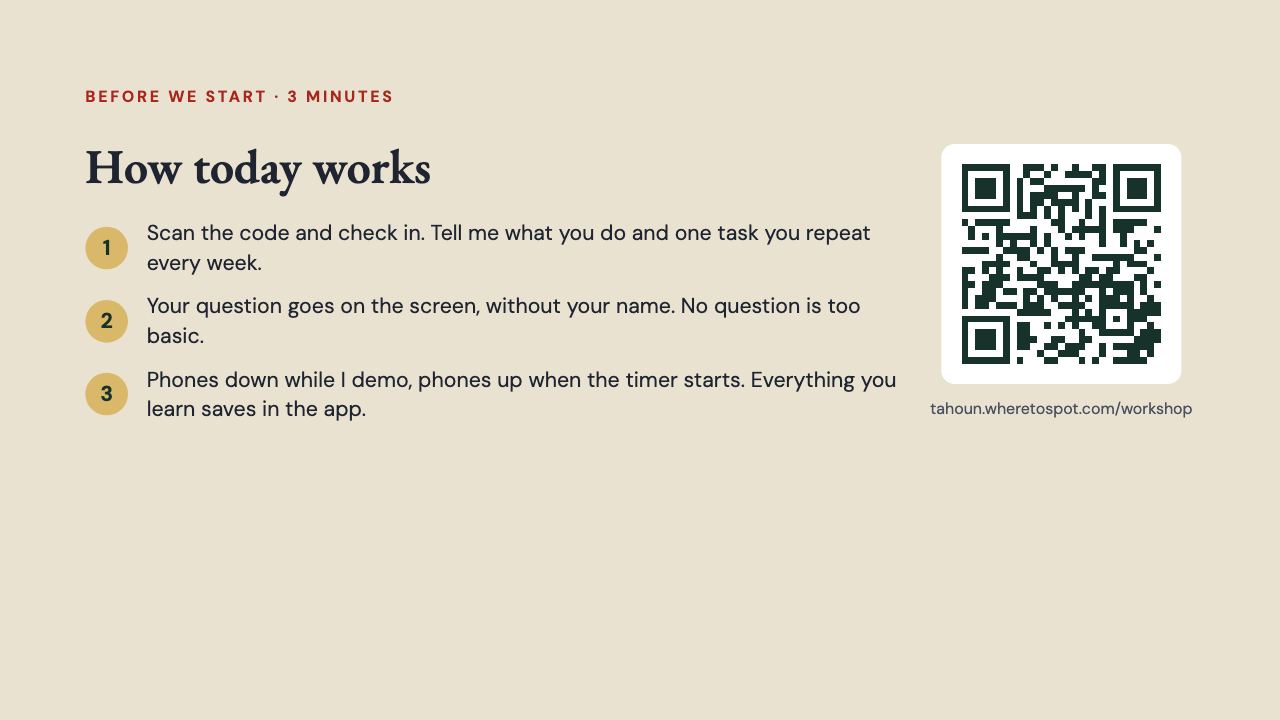 BEFORE WE START · 3 MINUTES
How today works
1
Scan the code and check in. Tell me what you do and one task you repeat
every week.
2
Your question goes on the screen, without your name. No question is too
basic.
3
Phones down while I demo, phones up when the timer starts. Everything you
learn saves in the app.
tahoun.wheretospot.com/workshop